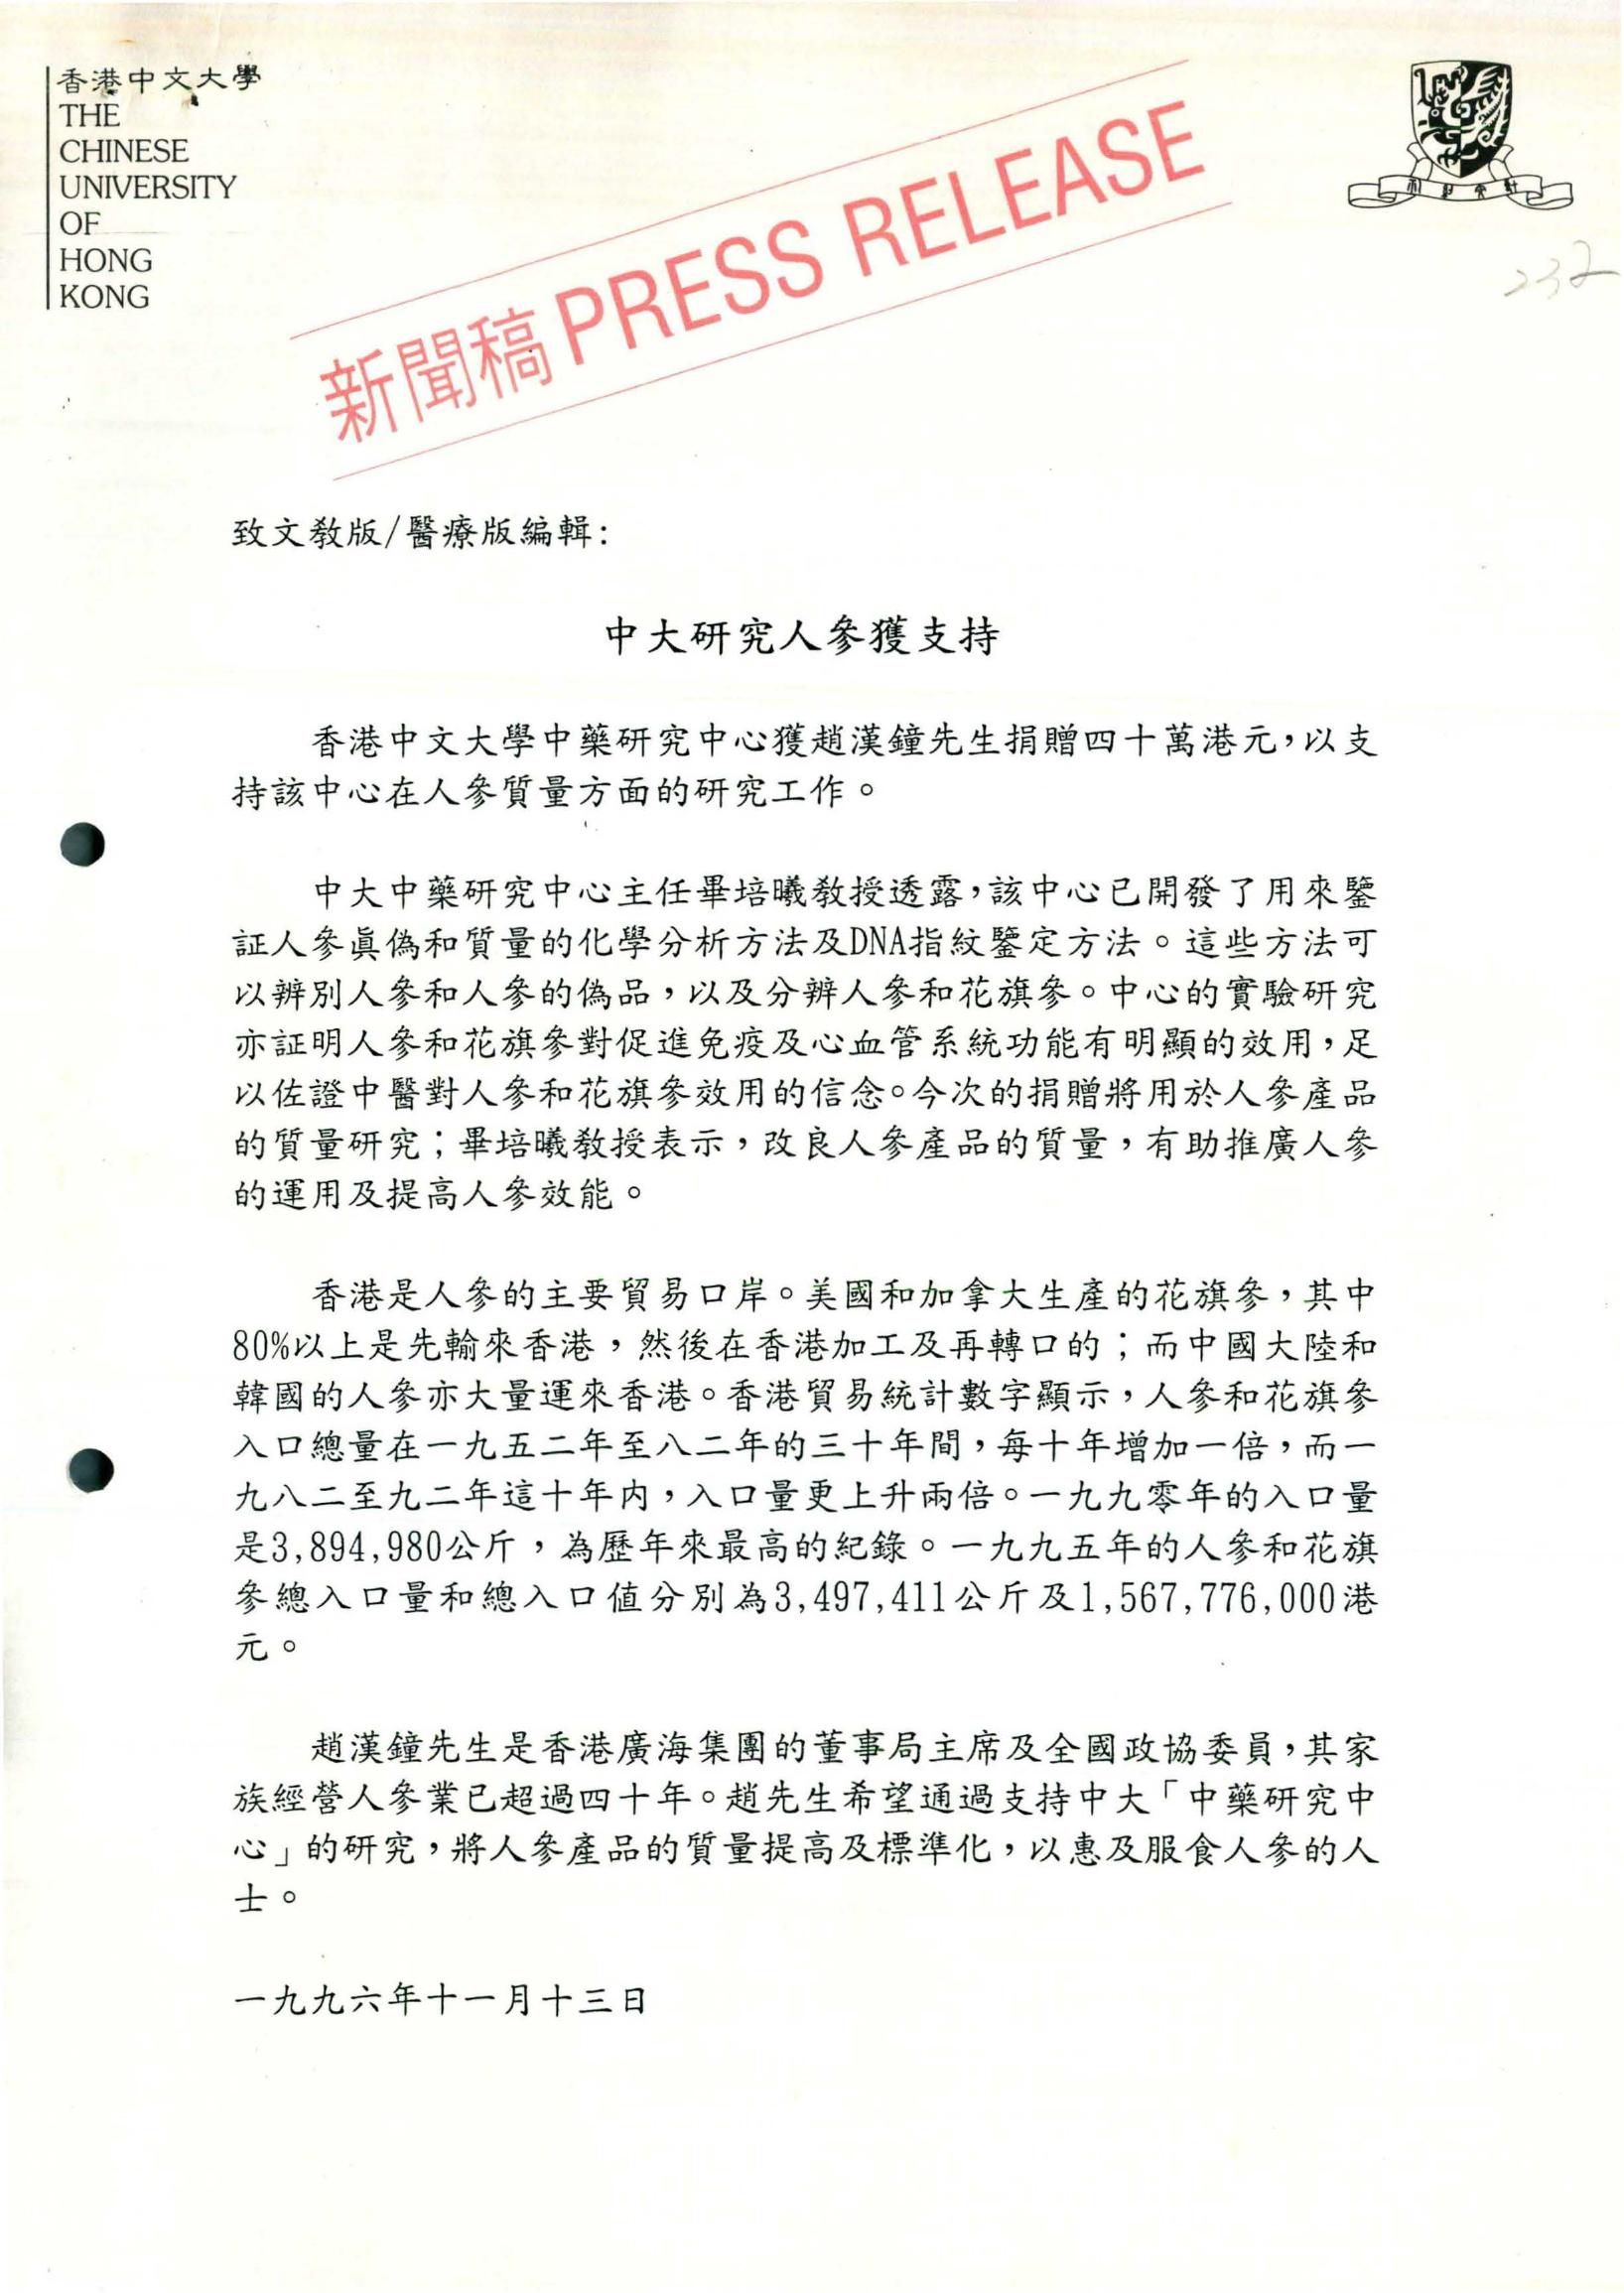 香港中文大學
THE
CHINESE
UNIVERSITY
OF
HONG
KONG
新聞稿 PRESS RELEASE
232
致文教版/醫療版編輯:
中大研究人參獲支持
香港中文大學中藥研究中心獲趙漢鐘先生捐贈四十萬港元，以支
持該中心在人參質量方面的研究工作。
中大中藥研究中心主任畢培曦教授透露，該中心已開發了用來鑒
証人參眞偽和質量的化學分析方法及DNA指紋鑒定方法。這些方法可
以辨別人參和人參的偽品，以及分辨人參和花旗參。中心的實驗研究
亦証明人參和花旗參對促進免疫及心血管系統功能有明顯的效用，足
以佐證中醫對人參和花旗參效用的信念。今次的捐贈將用於人參產品
的質量研究；畢培曦教授表示，改良人參產品的質量，有助推廣人參
的運用及提高人參效能。
香港是人參的主要貿易口岸。美國和加拿大生產的花旗參，其中
80%以上是先輸來香港，然後在香港加工及再轉口的；而中國大陸和
韓國的人參亦大量運來香港。香港貿易統計數字顯示，人參和花旗參
入口總量在一九五二年至八二年的三十年間，每十年增加一倍，而一
九八二至九二年這十年内，入口量更上升兩倍。一九九零年的入口量
是3,894,980公斤，為歷年來最高的紀錄。一九九五年的人參和花旗
參總入口量和總入口值分別為3,497,411公斤及1,567,776,000港
元。
趙漢鐘先生是香港廣海集團的董事局主席及全國政協委員，其家
族經營人參業已超過四十年。趙先生希望通過支持中大「中藥研究中
心」的研究，將人參產品的質量提高及標準化，以惠及服食人參的人
士。
一九九六年十一月十三日